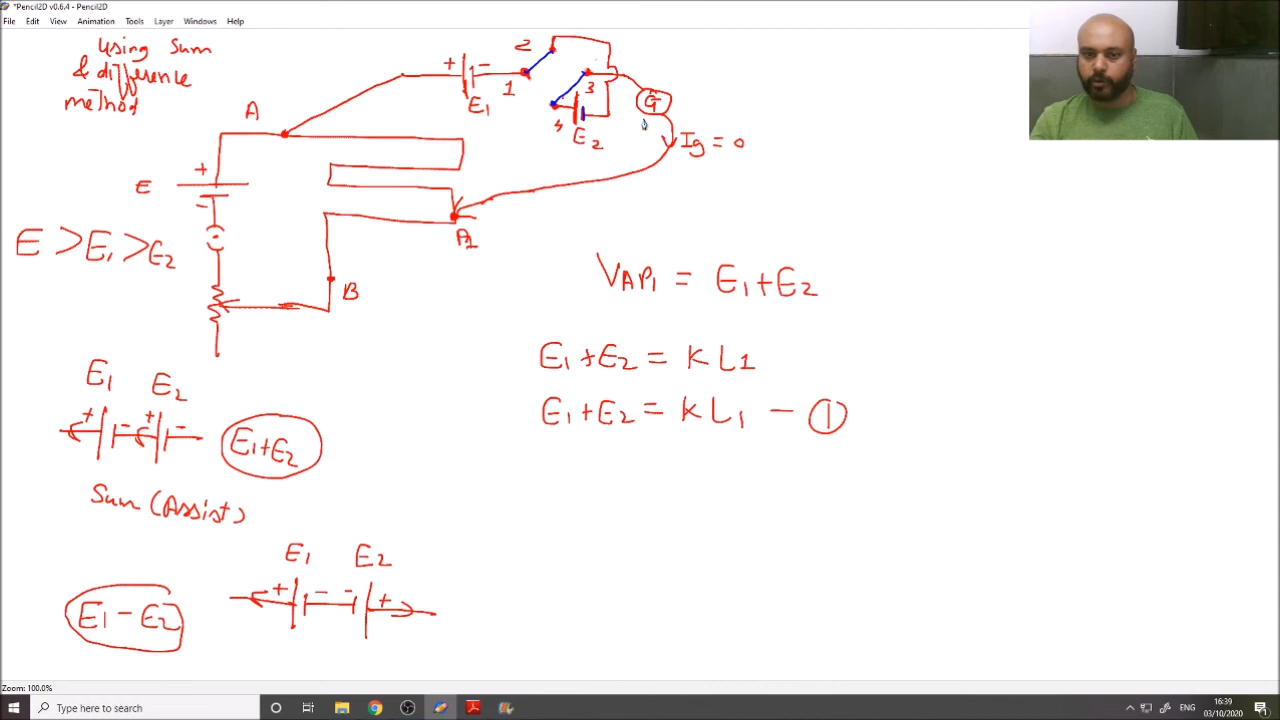 *Pencil2D v0.6.4 - Pencil2D
File Edit View Animation Tools Layer Windows Help
Using Sum
& difference
method
A
+ -
E1
1
2
3
4
E2
G
Ig = 0
E
+
-
E > E1 > E2
P1
B
VAP1 = E1+E2
E1+E2 = K L1
E1+E2 = K L1 - ①
E1 E2
+ - + -
E1+E2
Sum (Assist)
E1 E2
+ - - +
E1 - E2
Zoom: 100.0%
Type here to search
ENG
16:39
03/10/2020
1